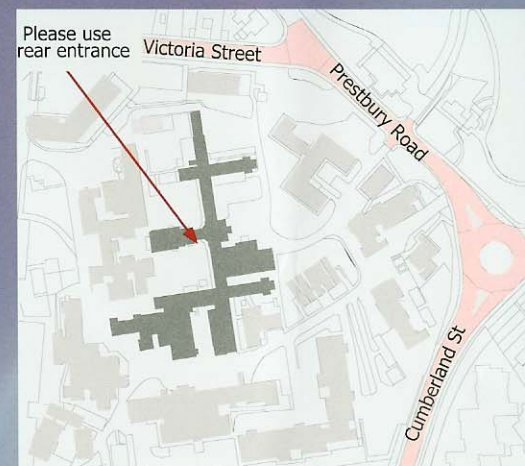 Please use
rear entrance
Victoria Street
Prestbury Road
Cumberland St